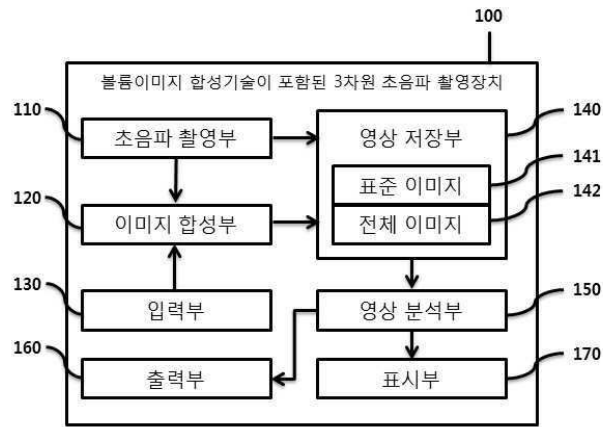 100
볼륨이미지 합성기술이 포함된 3차원 초음파 촬영장치
110
초음파 촬영부
영상 저장부
140
표준 이미지
141
120
이미지 합성부
전체 이미지
142
130
입력부
영상 분석부
150
160
출력부
표시부
170